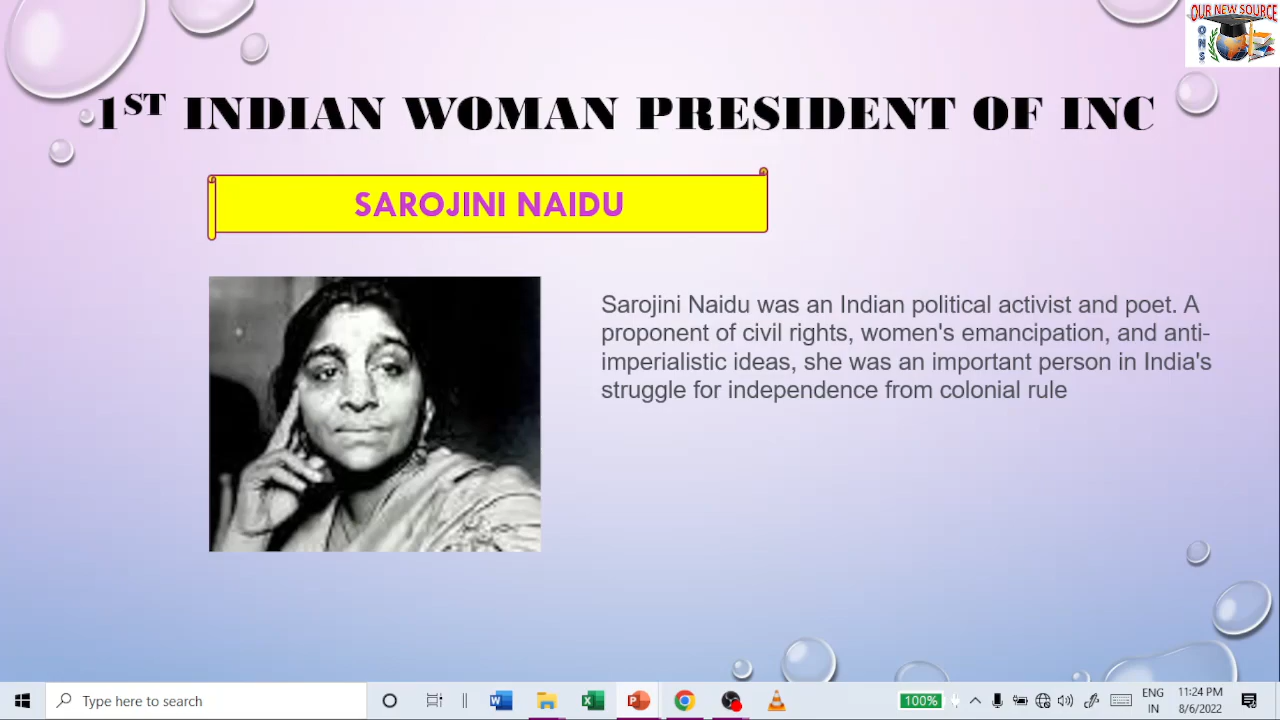 OUR NEW SOURCE
ONS
1ST INDIAN WOMAN PRESIDENT OF INC
SAROJINI NAIDU
Sarojini Naidu was an Indian political activist and poet. A
proponent of civil rights, women's emancipation, and anti-
imperialistic ideas, she was an important person in India's
struggle for independence from colonial rule
Type here to search
100%
ENG
IN
11:24 PM
8/6/2022